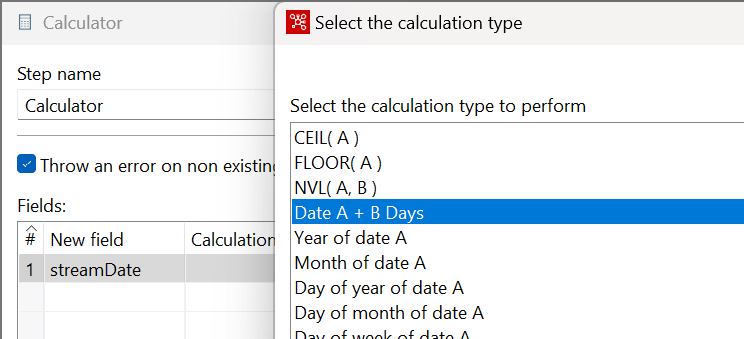 Calculator
Select the calculation type
Step name
Calculator
Select the calculation type to perform
CEIL( A )
FLOOR( A )
NVL( A, B )
Date A + B Days
Year of date A
Month of date A
Day of year of date A
Day of month of date A
Day of week of date A
Throw an error on non existing
Fields:
# New field Calculation
1 streamDate